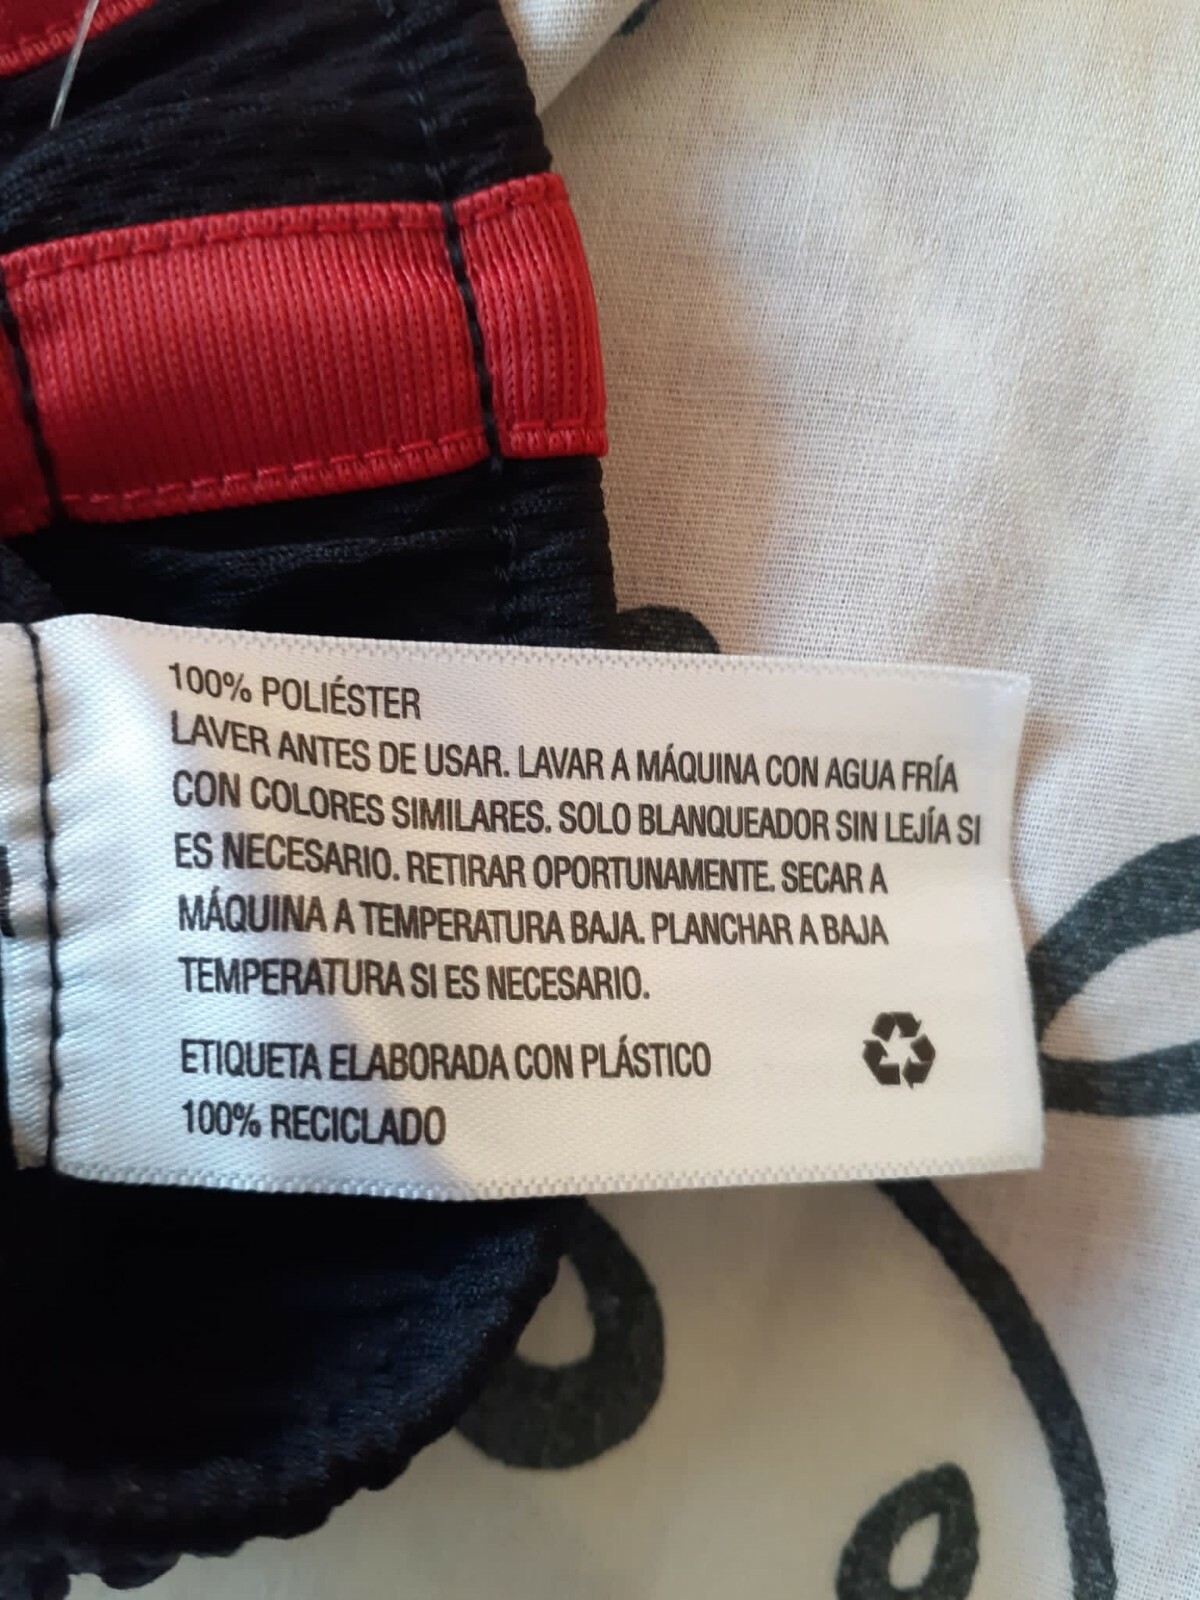 100% POLIÉSTER
LAVER ANTES DE USAR. LAVAR A MÁQUINA CON AGUA FRÍA
CON COLORES SIMILARES. SOLO BLANQUEADOR SIN LEJÍA SI
ES NECESARIO. RETIRAR OPORTUNAMENTE. SECAR A
MÁQUINA A TEMPERATURA BAJA. PLANCHAR A BAJA
TEMPERATURA SI ES NECESARIO.
ETIQUETA ELABORADA CON PLÁSTICO
100% RECICLADO